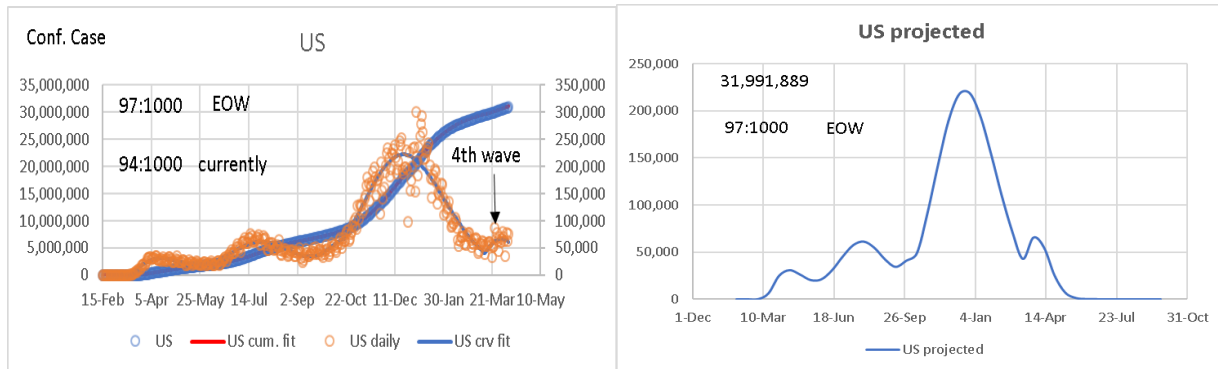 Conf. Case
US
35,000,000
30,000,000
25,000,000
20,000,000
15,000,000
10,000,000
5,000,000
0
350,000
300,000
250,000
200,000
150,000
100,000
50,000
0
97:1000 EOW
94:1000 currently
4th wave
15-Feb 5-Apr 25-May 14-Jul 2-Sep 22-Oct 11-Dec 30-Jan 21-Mar 10-May
US US cum. fit US daily US crv fit
US projected
250,000
200,000
150,000
100,000
50,000
0
31,991,889
97:1000 EOW
1-Dec 10-Mar 18-Jun 26-Sep 4-Jan 14-Apr 23-Jul 31-Oct
US projected